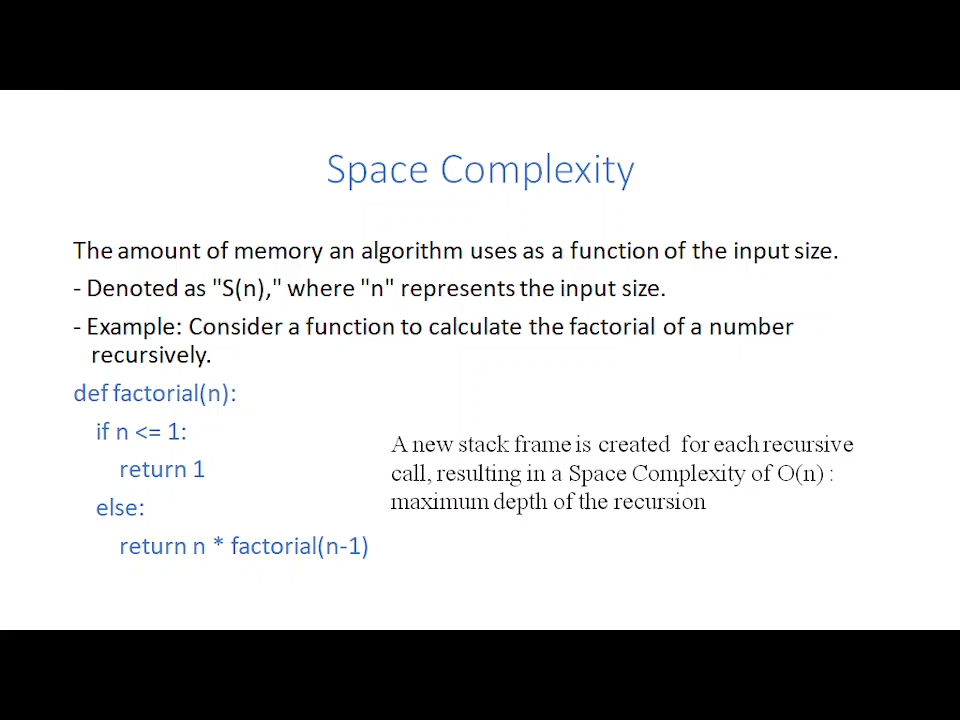 Space Complexity
The amount of memory an algorithm uses as a function of the input size.
- Denoted as "S(n)," where "n" represents the input size.
- Example: Consider a function to calculate the factorial of a number
recursively.
def factorial(n):
if n <= 1:
return 1
else:
return n * factorial(n-1)
A new stack frame is created for each recursive
call, resulting in a Space Complexity of O(n) :
maximum depth of the recursion